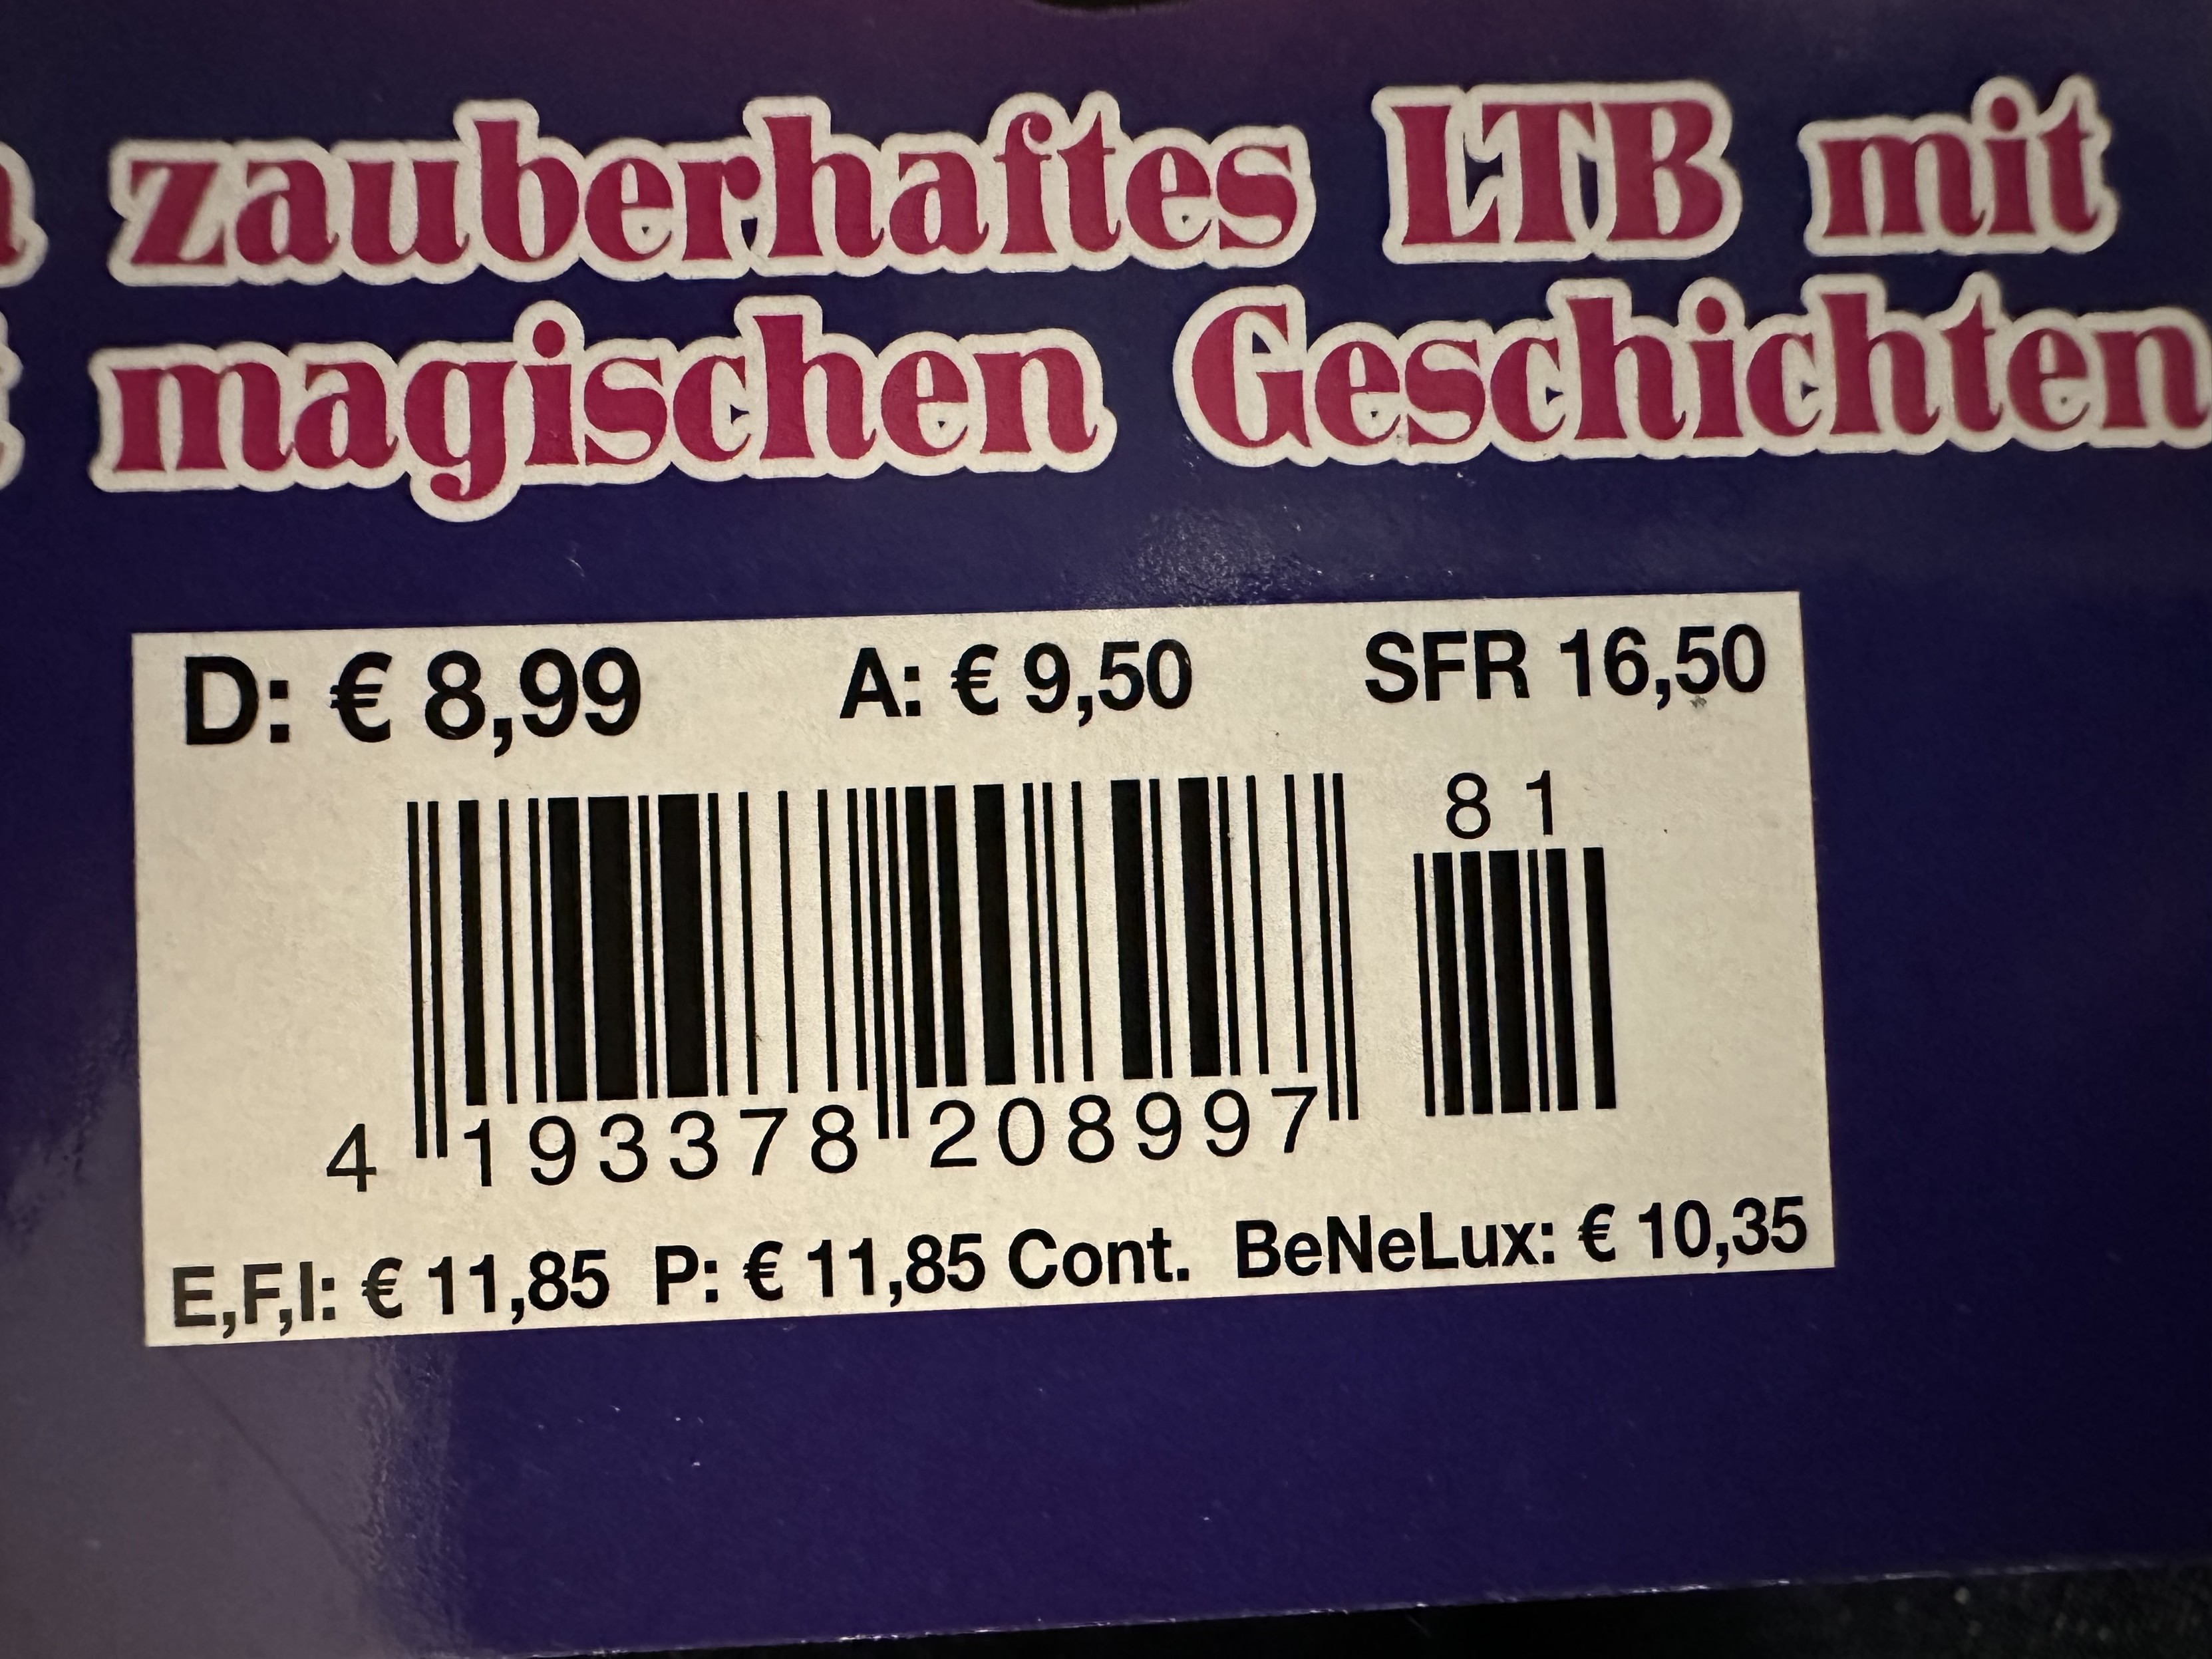 zauberhaftes LTB mit
magischen Geschichten
D: € 8,99 A: € 9,50 SFR 16,50
81
4 193378 208997
E,F,I: € 11,85 P: € 11,85 Cont. BeNeLux: € 10,35